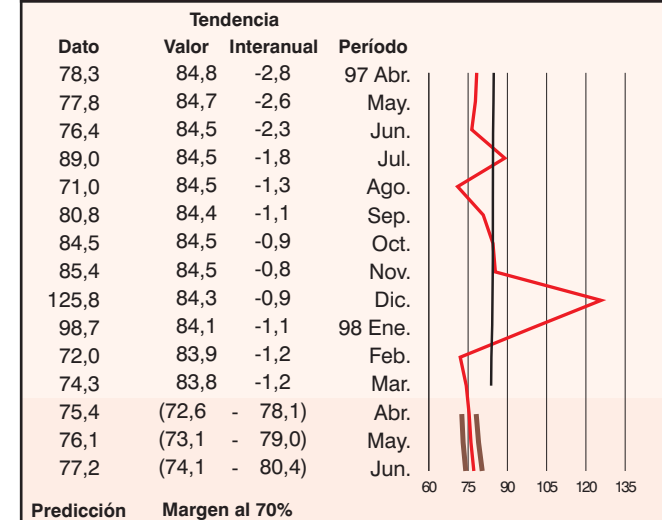 Tendencia
Dato Valor Interanual Período
78,3 84,8 -2,8 97 Abr.
77,8 84,7 -2,6 May.
76,4 84,5 -2,3 Jun.
89,0 84,5 -1,8 Jul.
71,0 84,5 -1,3 Ago.
80,8 84,4 -1,1 Sep.
84,5 84,5 -0,9 Oct.
85,4 84,5 -0,8 Nov.
125,8 84,3 -0,9 Dic.
98,7 84,1 -1,1 98 Ene.
72,0 83,9 -1,2 Feb.
74,3 83,8 -1,2 Mar.
75,4 (72,6 - 78,1) Abr.
76,1 (73,1 - 79,0) May.
77,2 (74,1 - 80,4) Jun.
60 75 90 105 120 135
Predicción Margen al 70%